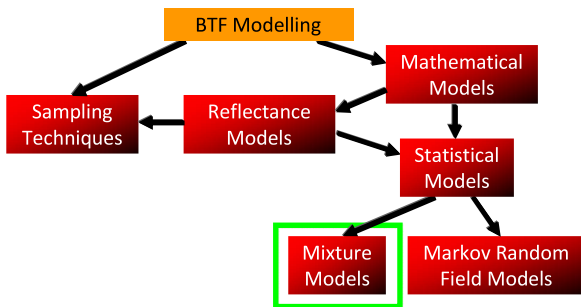 BTF Modelling
Mathematical
Models
Sampling
Techniques
Reflectance
Models
Statistical
Models
Mixture
Models
Markov Random
Field Models